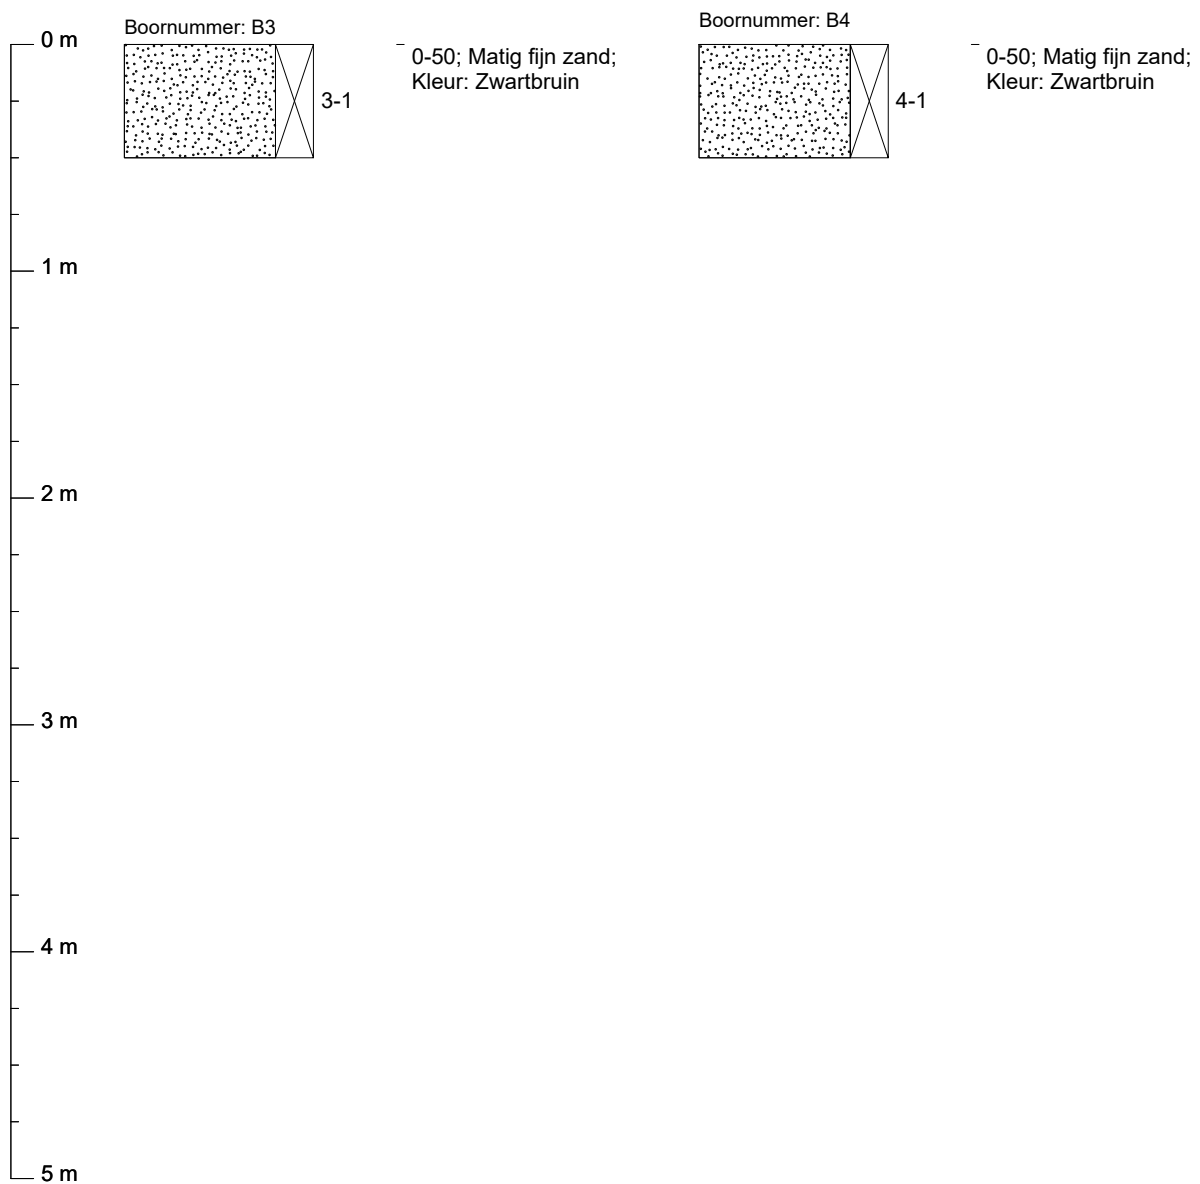 Boornummer: B3
0-50; Matig fijn zand;
Kleur: Zwartbruin
3-1
Boornummer: B4
0-50; Matig fijn zand;
Kleur: Zwartbruin
4-1
0 m
1 m
2 m
3 m
4 m
5 m